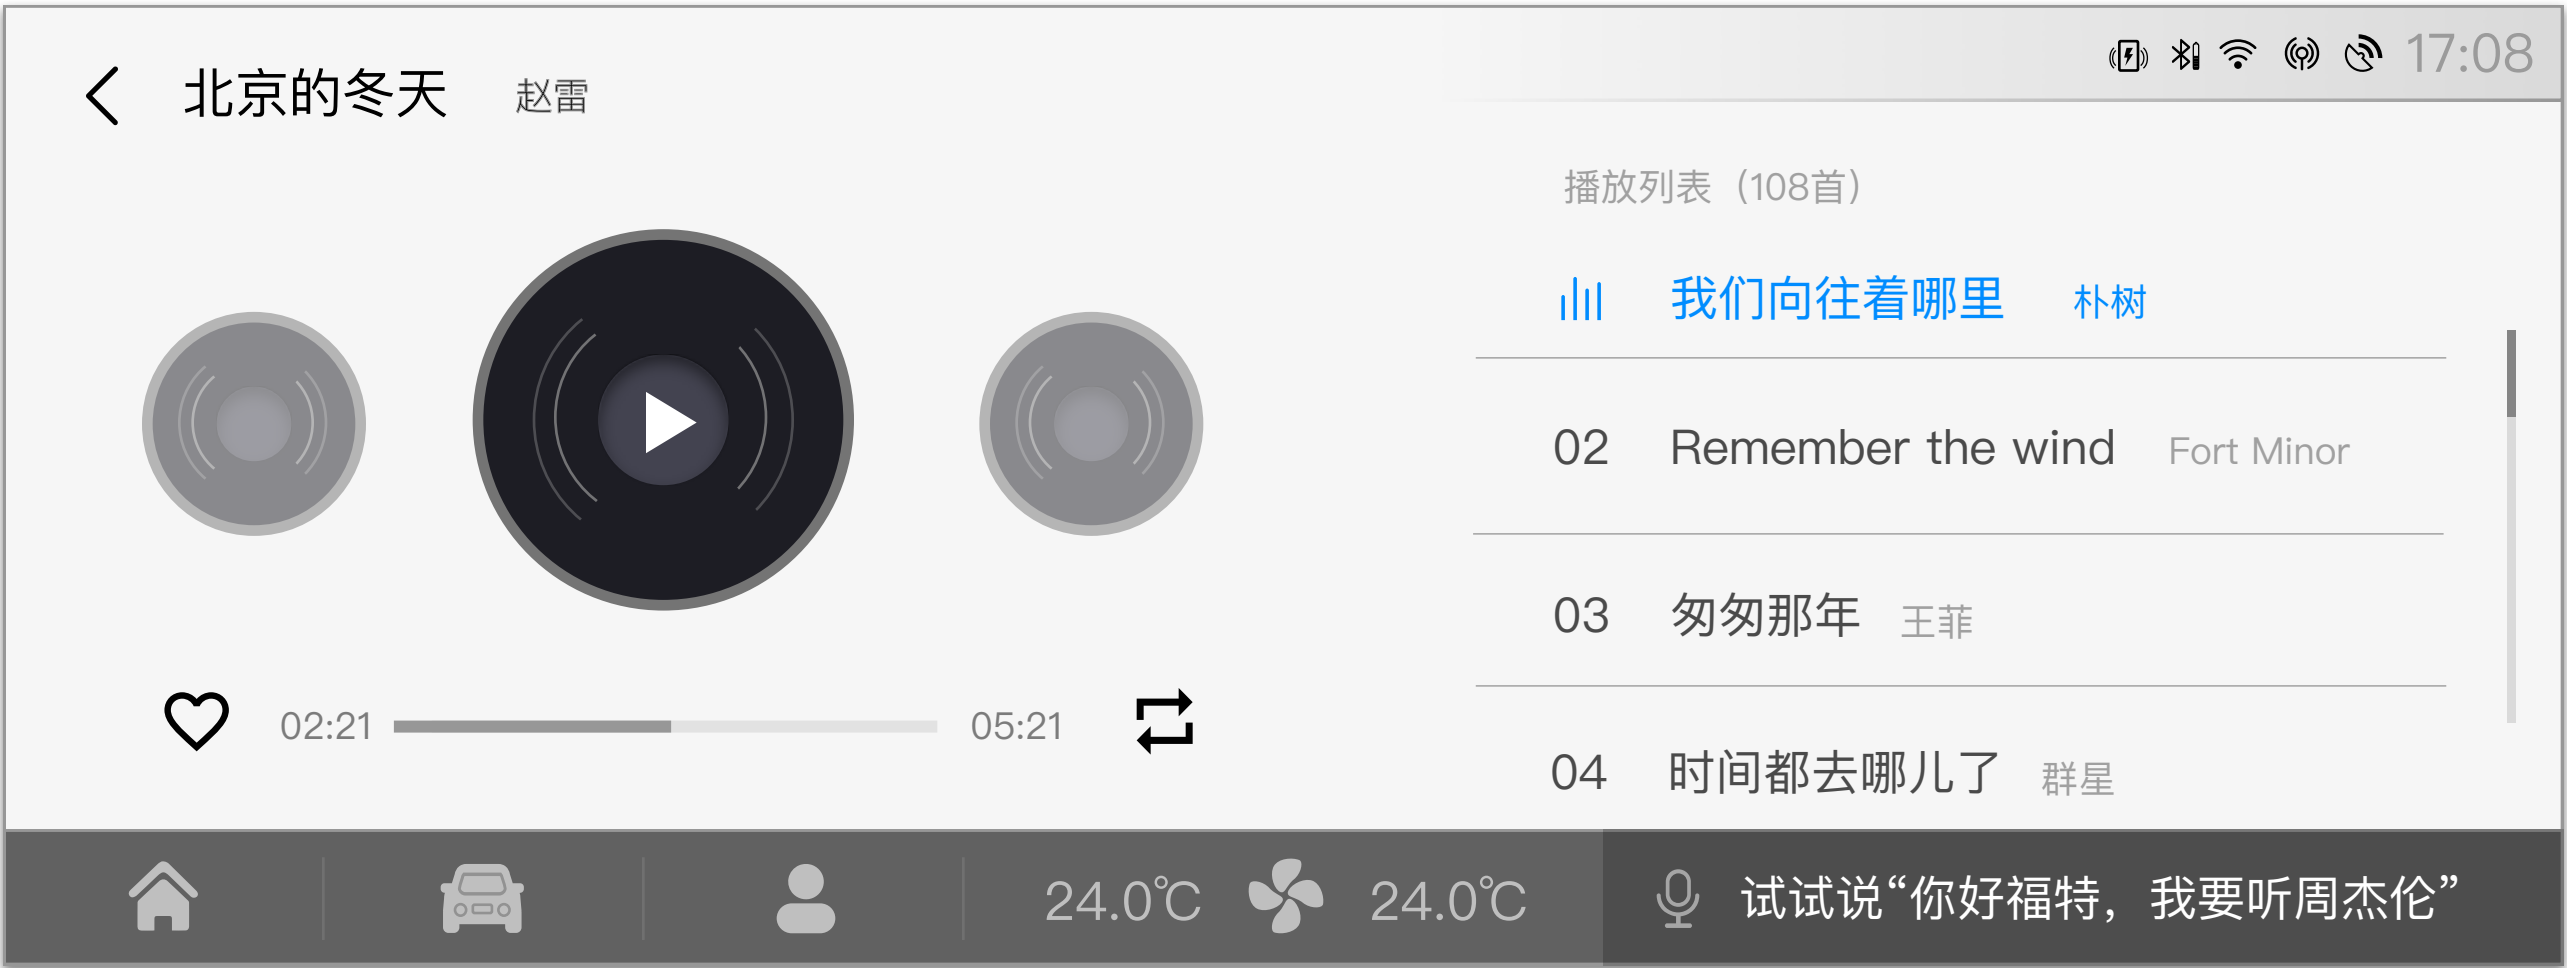 北京的冬天 赵雷
17:08
播放列表（108首）
我们向往着哪里 朴树
02 Remember the wind Fort Minor
03 匆匆那年 王菲
04 时间都去哪儿了 群星
02:21 05:21
24.0℃ 24.0℃
试试说“你好福特，我要听周杰伦”